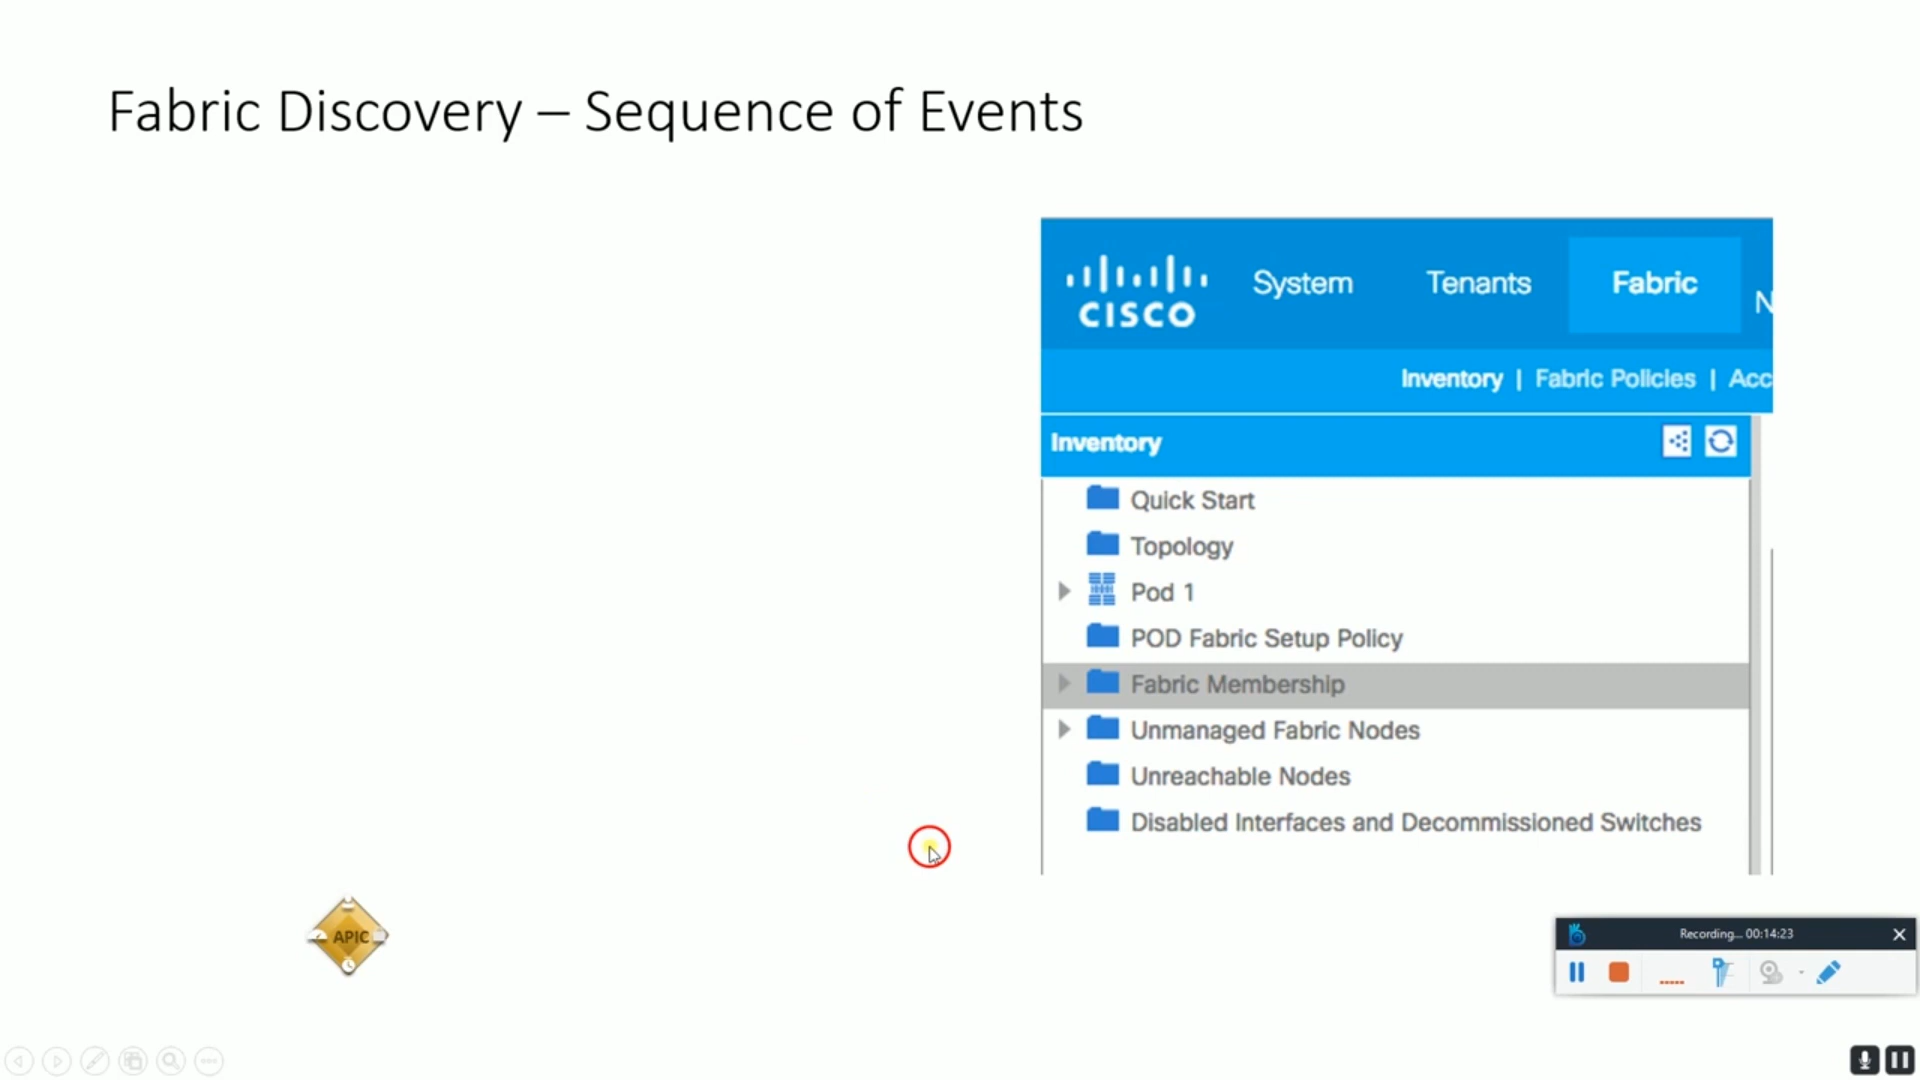 Fabric Discovery – Sequence of Events
CISCO
System Tenants Fabric N
Inventory | Fabric Policies | Acc
Inventory
Quick Start
Topology
Pod 1
POD Fabric Setup Policy
Fabric Membership
Unmanaged Fabric Nodes
Unreachable Nodes
Disabled Interfaces and Decommissioned Switches
APIC
Recording... 00:14:23